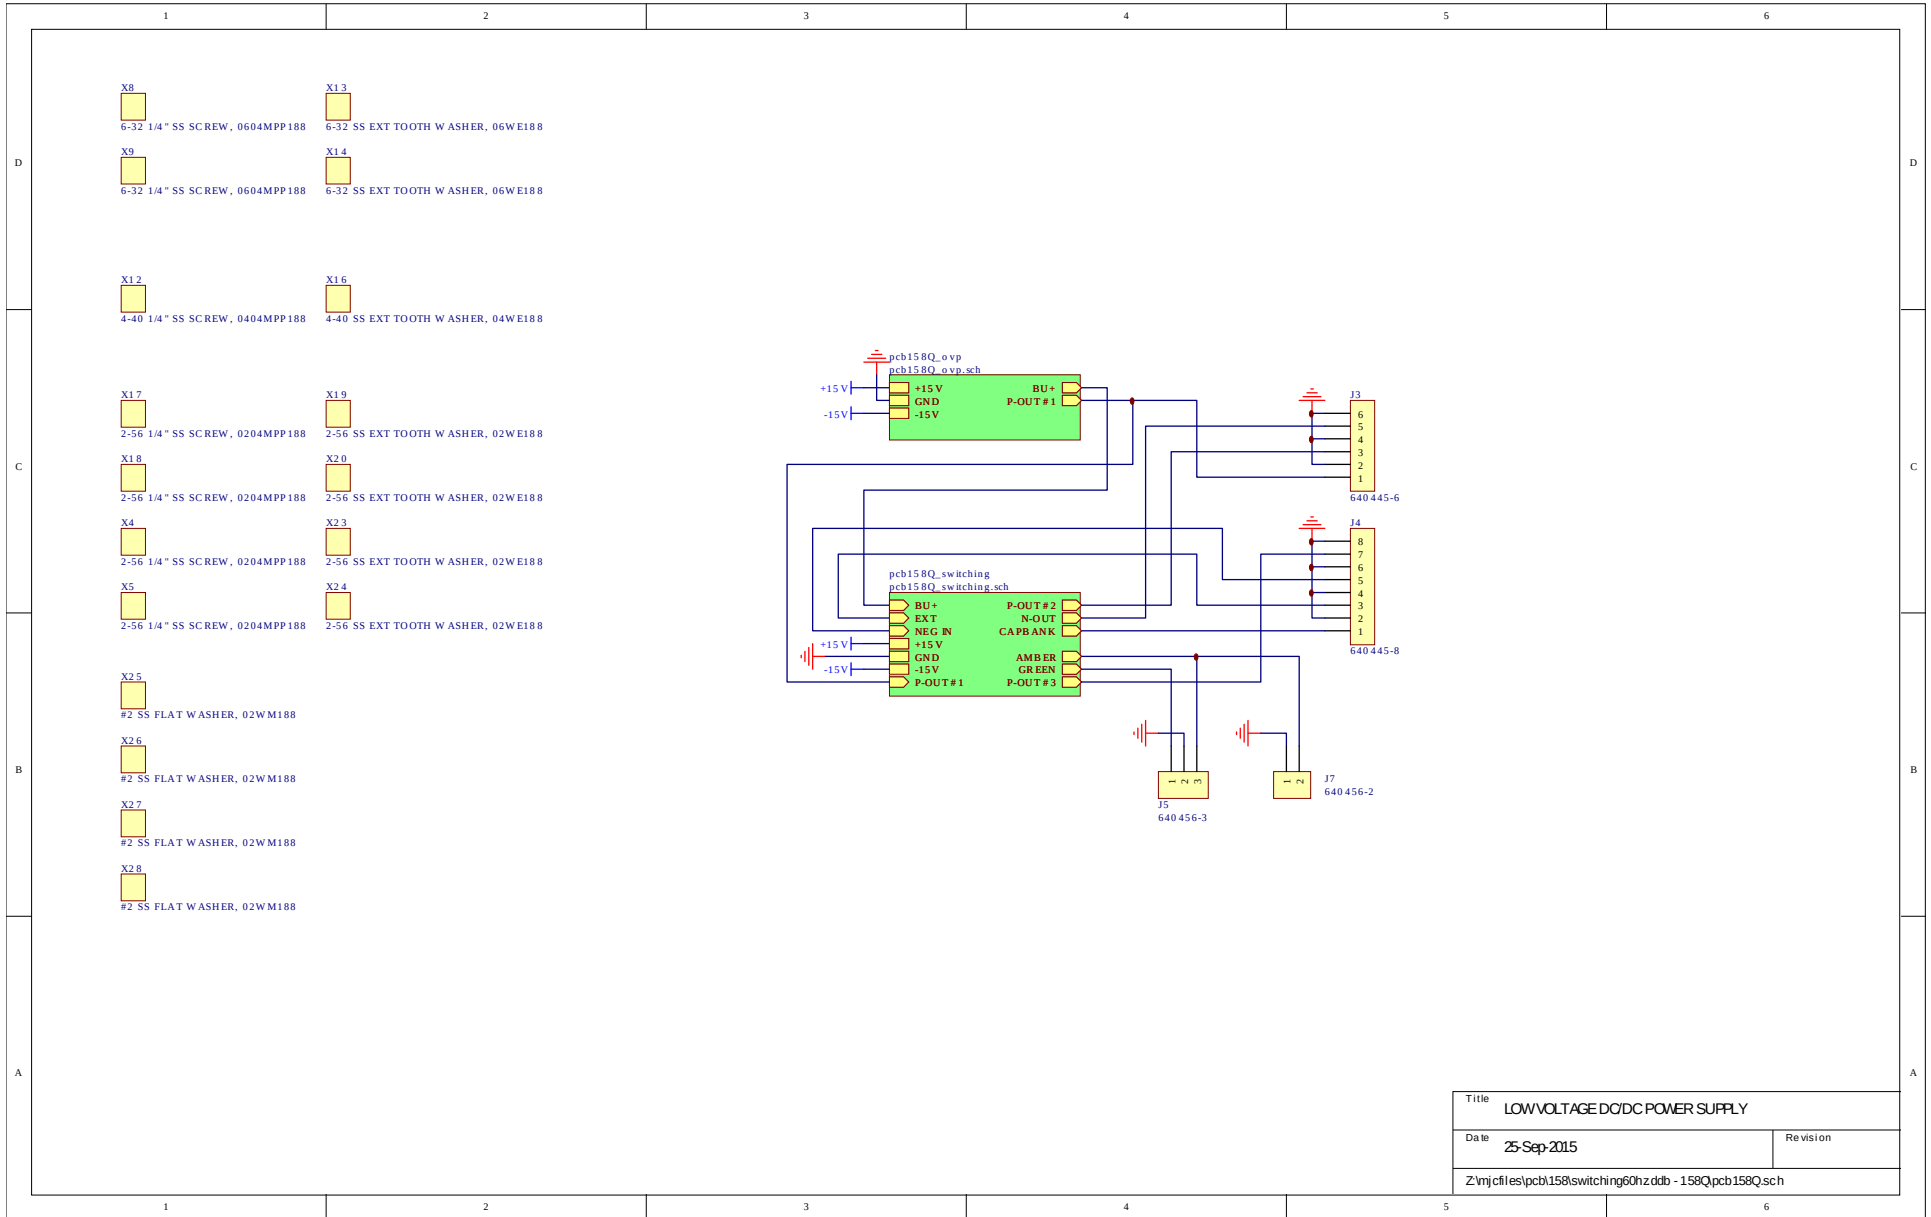 1 2 3 4 5 6
X8
6-32 1/4" SS SCREW, 0604MPP188
X13
6-32 SS EXT TOOTH WASHER, 06WE188
X9
6-32 1/4" SS SCREW, 0604MPP188
X14
6-32 SS EXT TOOTH WASHER, 06WE188
D
D
X12
4-40 1/4" SS SCREW, 0404MPP188
X16
4-40 SS EXT TOOTH WASHER, 04WE188
X17
2-56 1/4" SS SCREW, 0204MPP188
X19
2-56 SS EXT TOOTH WASHER, 02WE188
X18
2-56 1/4" SS SCREW, 0204MPP188
X20
2-56 SS EXT TOOTH WASHER, 02WE188
X4
2-56 1/4" SS SCREW, 0204MPP188
X23
2-56 SS EXT TOOTH WASHER, 02WE188
X5
2-56 1/4" SS SCREW, 0204MPP188
X24
2-56 SS EXT TOOTH WASHER, 02WE188
X25
#2 SS FLAT WASHER, 02WM188
X26
#2 SS FLAT WASHER, 02WM188
X27
#2 SS FLAT WASHER, 02WM188
X28
#2 SS FLAT WASHER, 02WM188
C
C
pcb158Q_ovp
pcb158Q_ovp.sch
+15V
-15V
+15V
GND
-15V
BU+
P-OUT#1
J3
6
5
4
3
2
1
640445-6
J4
8
7
6
5
4
3
2
1
640445-8
pcb158Q_switching
pcb158Q_switching.sch
+15V
-15V
BU+
EXT
NEG IN
+15V
GND
-15V
P-OUT#1
P-OUT#2
N-OUT
CAPBANK
AMBER
GREEN
P-OUT#3
1 2 3
J5
640456-3
1 2
J7
640456-2
B
B
A
A
Title
LOW VOLTAGE DC/DC POWER SUPPLY
Date
25-Sep-2015
Revision
Z:\mjcfiles\pcb\158\switching60hz.ddb - 158Q\pcb158Q.sch
1 2 3 4 5 6